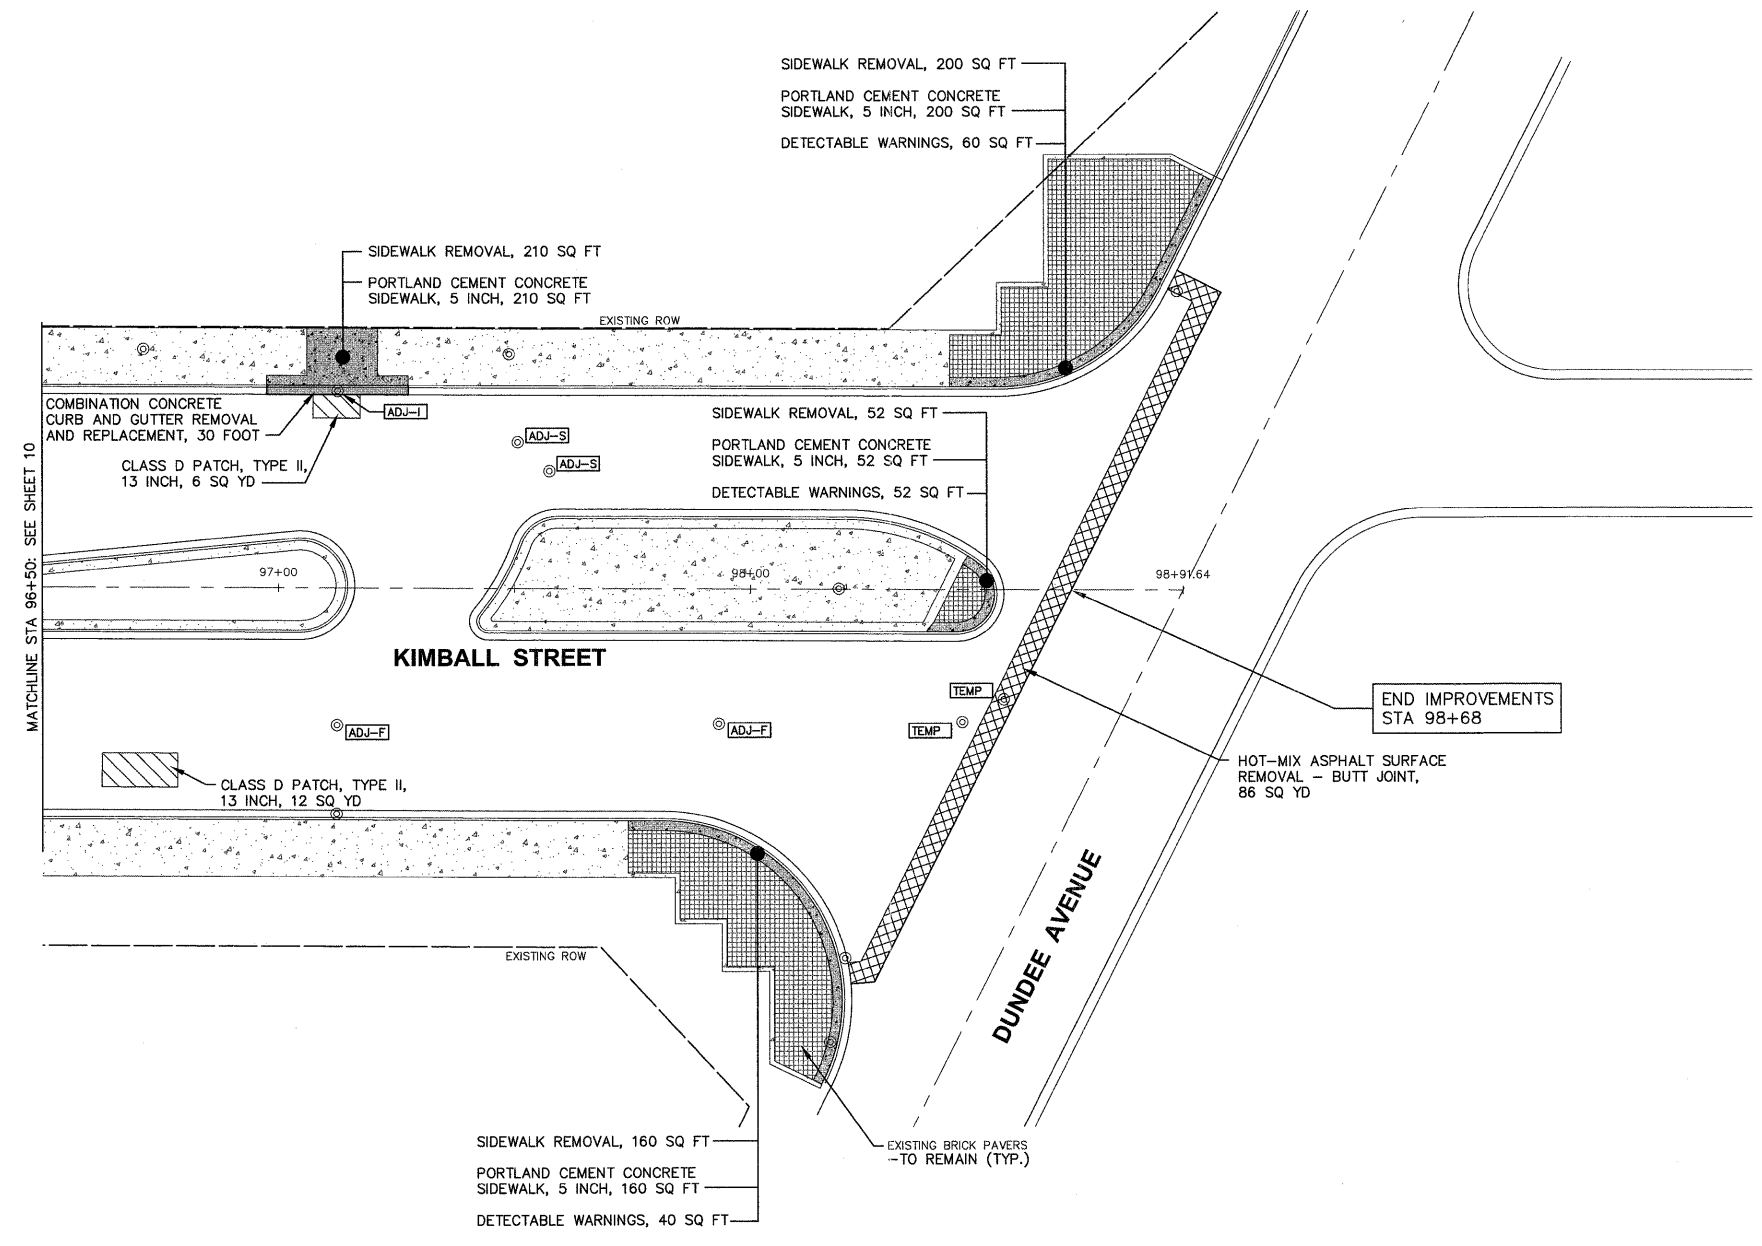 SIDEWALK REMOVAL, 200 SQ FT
PORTLAND CEMENT CONCRETE
SIDEWALK, 5 INCH, 200 SQ FT
DETECTABLE WARNINGS, 60 SQ FT
SIDEWALK REMOVAL, 210 SQ FT
PORTLAND CEMENT CONCRETE
SIDEWALK, 5 INCH, 210 SQ FT
EXISTING ROW
COMBINATION CONCRETE
CURB AND GUTTER REMOVAL
AND REPLACEMENT, 30 FOOT
ADJ-I
CLASS D PATCH, TYPE II,
13 INCH, 6 SQ YD
ADJ-S
ADJ-S
SIDEWALK REMOVAL, 52 SQ FT
PORTLAND CEMENT CONCRETE
SIDEWALK, 5 INCH, 52 SQ FT
DETECTABLE WARNINGS, 52 SQ FT
MATCHLINE STA 96+50: SEE SHEET 10
97+00
98+00
98+91.64
KIMBALL STREET
TEMP
TEMP
ADJ-F
ADJ-F
END IMPROVEMENTS
STA 98+68
HOT-MIX ASPHALT SURFACE
REMOVAL - BUTT JOINT,
86 SQ YD
CLASS D PATCH, TYPE II,
13 INCH, 12 SQ YD
DUNDEE AVENUE
EXISTING ROW
SIDEWALK REMOVAL, 160 SQ FT
PORTLAND CEMENT CONCRETE
SIDEWALK, 5 INCH, 160 SQ FT
DETECTABLE WARNINGS, 40 SQ FT
EXISTING BRICK PAVERS
-TO REMAIN (TYP.)